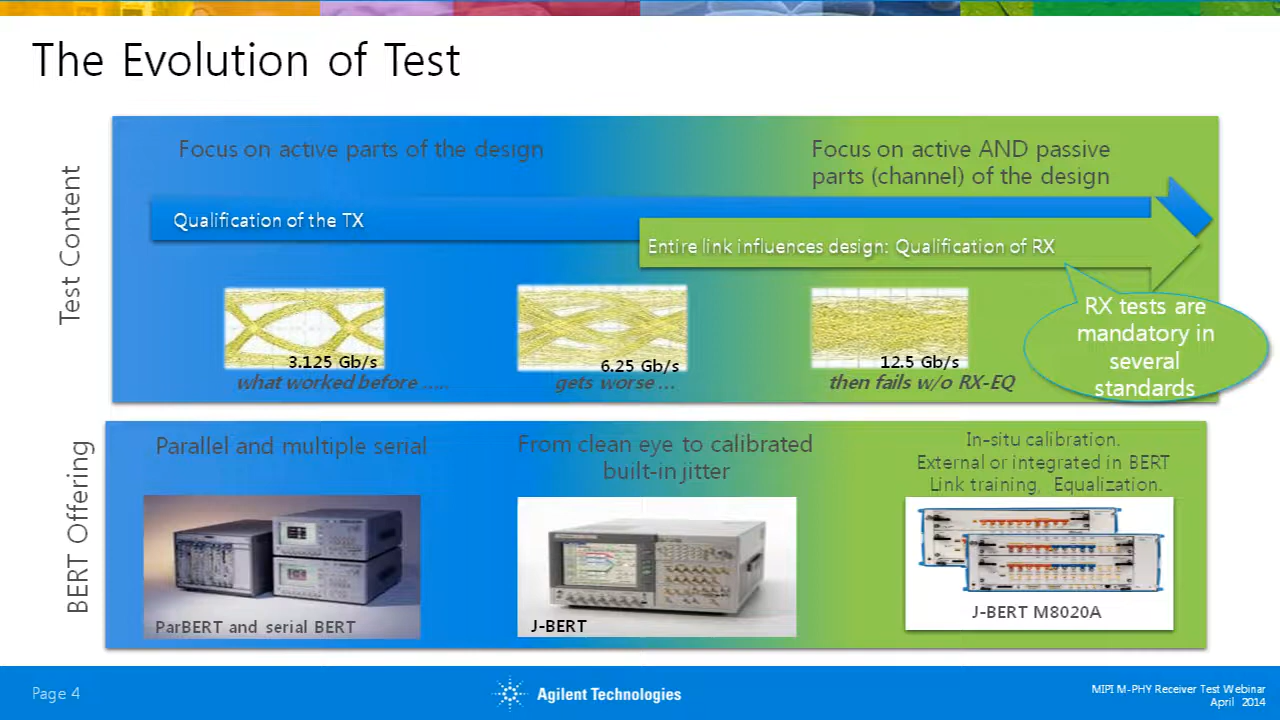 The Evolution of Test
Test Content
Focus on active parts of the design
Focus on active AND passive
parts (channel) of the design
Qualification of the TX
Entire link influences design: Qualification of RX
3.125 Gb/s
what worked before .....
6.25 Gb/s
gets worse ...
12.5 Gb/s
then fails w/o RX-EQ
RX tests are
mandatory in
several
standards
BERT Offering
Parallel and multiple serial
From clean eye to calibrated
built-in jitter
In-situ calibration.
External or integrated in BERT
Link training, Equalization.
ParBERT and serial BERT
J-BERT
J-BERT M8020A
Page 4
Agilent Technologies
MIPI M-PHY Receiver Test Webinar
April 2014